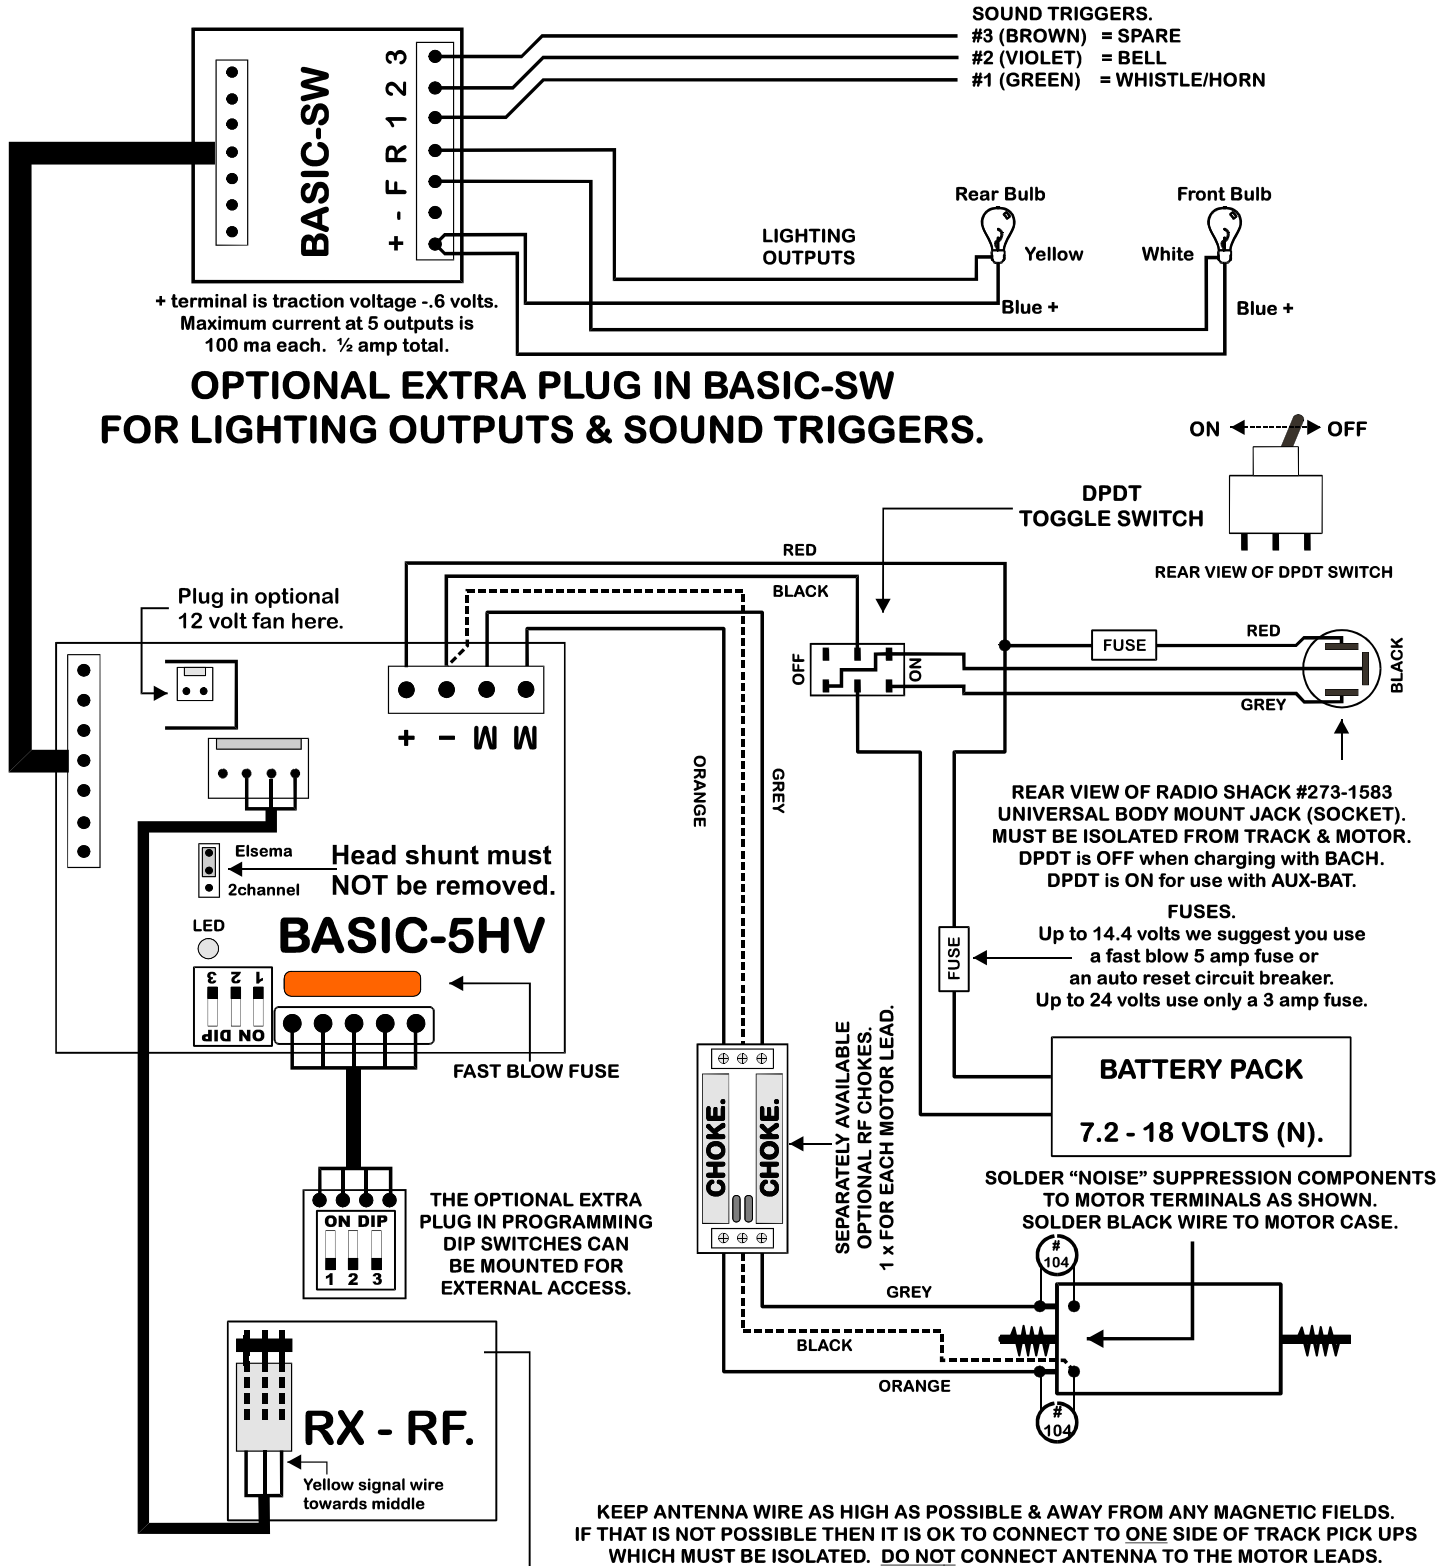 SOUND TRIGGERS.
#3 (BROWN) = SPARE
#2 (VIOLET) = BELL
#1 (GREEN) = WHISTLE/HORN
BASIC-SW
3
2
1
R
F
-
+
Rear Bulb
Front Bulb
LIGHTING
OUTPUTS
Yellow
White
Blue +
Blue +
+ terminal is traction voltage -.6 volts.
Maximum current at 5 outputs is
100 ma each. ½ amp total.
OPTIONAL EXTRA PLUG IN BASIC-SW
FOR LIGHTING OUTPUTS & SOUND TRIGGERS.
ON
OFF
DPDT
TOGGLE SWITCH
REAR VIEW OF DPDT SWITCH
RED
BLACK
Plug in optional
12 volt fan here.
OFF
ON
FUSE
RED
GREY
BLACK
+ – M M
ORANGE
GREY
REAR VIEW OF RADIO SHACK #273-1583
UNIVERSAL BODY MOUNT JACK (SOCKET).
MUST BE ISOLATED FROM TRACK & MOTOR.
DPDT is OFF when charging with BACH.
DPDT is ON for use with AUX-BAT.
Elsema
2channel
Head shunt must
NOT be removed.
LED
BASIC-5HV
1 2 3
ON DIP
FAST BLOW FUSE
FUSE
FUSES.
Up to 14.4 volts we suggest you use
a fast blow 5 amp fuse or
an auto reset circuit breaker.
Up to 24 volts use only a 3 amp fuse.
BATTERY PACK
7.2 - 18 VOLTS (N).
CHOKE.
CHOKE.
SEPARATELY AVAILABLE
OPTIONAL RF CHOKES.
1 x FOR EACH MOTOR LEAD.
SOLDER “NOISE” SUPPRESSION COMPONENTS
TO MOTOR TERMINALS AS SHOWN.
SOLDER BLACK WIRE TO MOTOR CASE.
ON DIP
1 2 3
THE OPTIONAL EXTRA
PLUG IN PROGRAMMING
DIP SWITCHES CAN
BE MOUNTED FOR
EXTERNAL ACCESS.
#
104
GREY
BLACK
ORANGE
#
104
RX - RF.
Yellow signal wire
towards middle
KEEP ANTENNA WIRE AS HIGH AS POSSIBLE & AWAY FROM ANY MAGNETIC FIELDS.
IF THAT IS NOT POSSIBLE THEN IT IS OK TO CONNECT TO ONE SIDE OF TRACK PICK UPS
WHICH MUST BE ISOLATED. DO NOT CONNECT ANTENNA TO THE MOTOR LEADS.